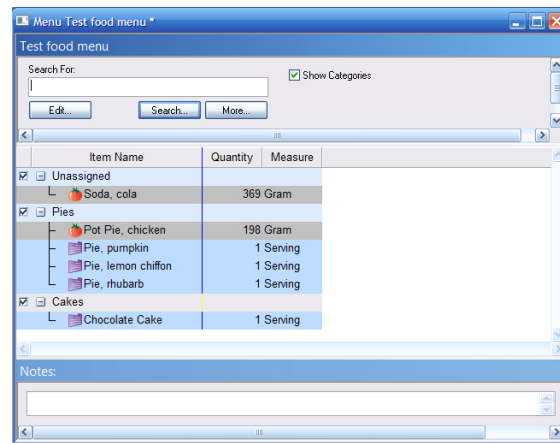 Menu Test food menu *
Test food menu
Search For:
Show Categories
Edit... Search... More...
Item Name Quantity Measure
Unassigned
Soda, cola 369 Gram
Pies
Pot Pie, chicken 198 Gram
Pie, pumpkin 1 Serving
Pie, lemon chiffon 1 Serving
Pie, rhubarb 1 Serving
Cakes
Chocolate Cake 1 Serving
Notes: